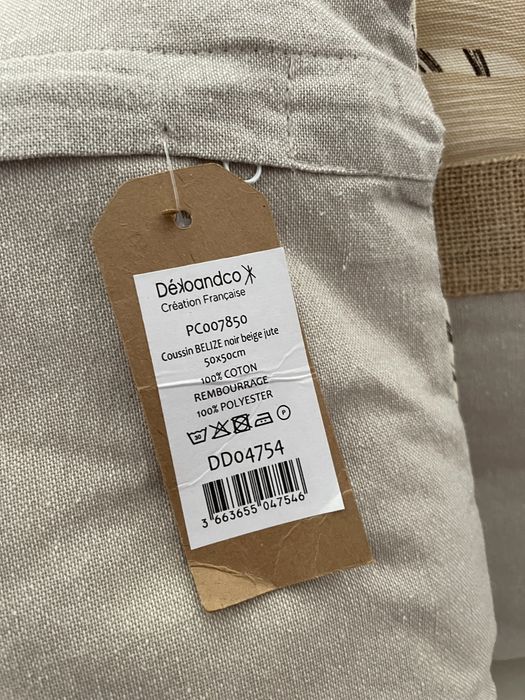 Dékoandco
Création Française
PC007850
Coussin BELIZE noir beige jute
50x50cm
100% COTON
REMBOURRAGE
100% POLYESTER
30 P
DD04754
3 663655 047546